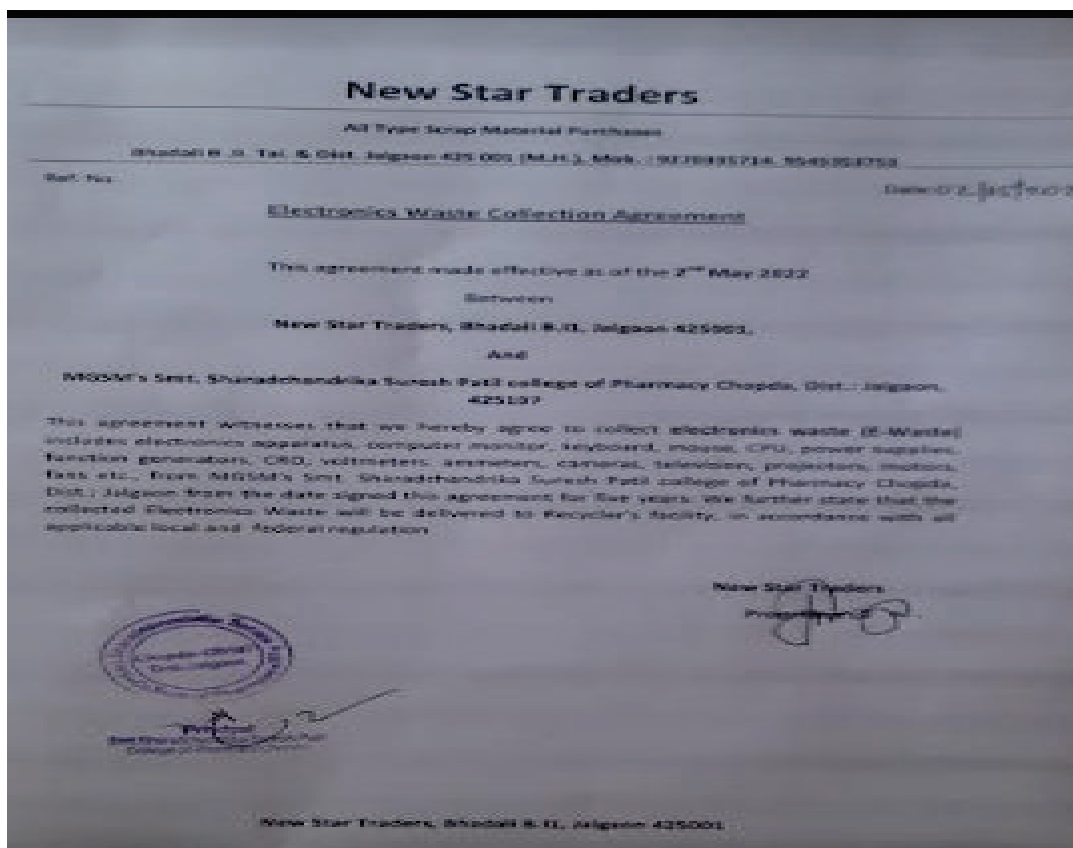 New Star Traders
All Type Scrap Material Purchases
Bhadali B .II. Tal. & Dist. Jalgaon 425 001 (M.H.), Mob. :
Ref. No.
Date:
Electronics Waste Collection Agreement
This agreement made effective as of the 2nd May 2022
Between
New Star Traders, Bhadali B.II, Jalgaon 425001.
And
MGSM's Smt. Sharadchandrika Suresh Patil college of Pharmacy Chopda, Dist.: Jalgaon,
425107
This agreement witnesses that we hereby agree to collect electronics waste (E-Waste)
includes electronics apparatus, computer monitor, keyboard, mouse, CPU, power supplies,
function generators, CRO, voltmeters, ammeters, cameras, television, projectors, motors,
fans etc., from MGSM's Smt. Sharadchandrika Suresh Patil college of Pharmacy Chopda,
Dist.: Jalgaon from the date signed this agreement for five years. We further state that the
collected Electronics Waste will be delivered to Recycler's facility, in accordance with all
applicable local and federal regulation
New Star Traders
New Star Traders, Bhadali B.II, Jalgaon 425001